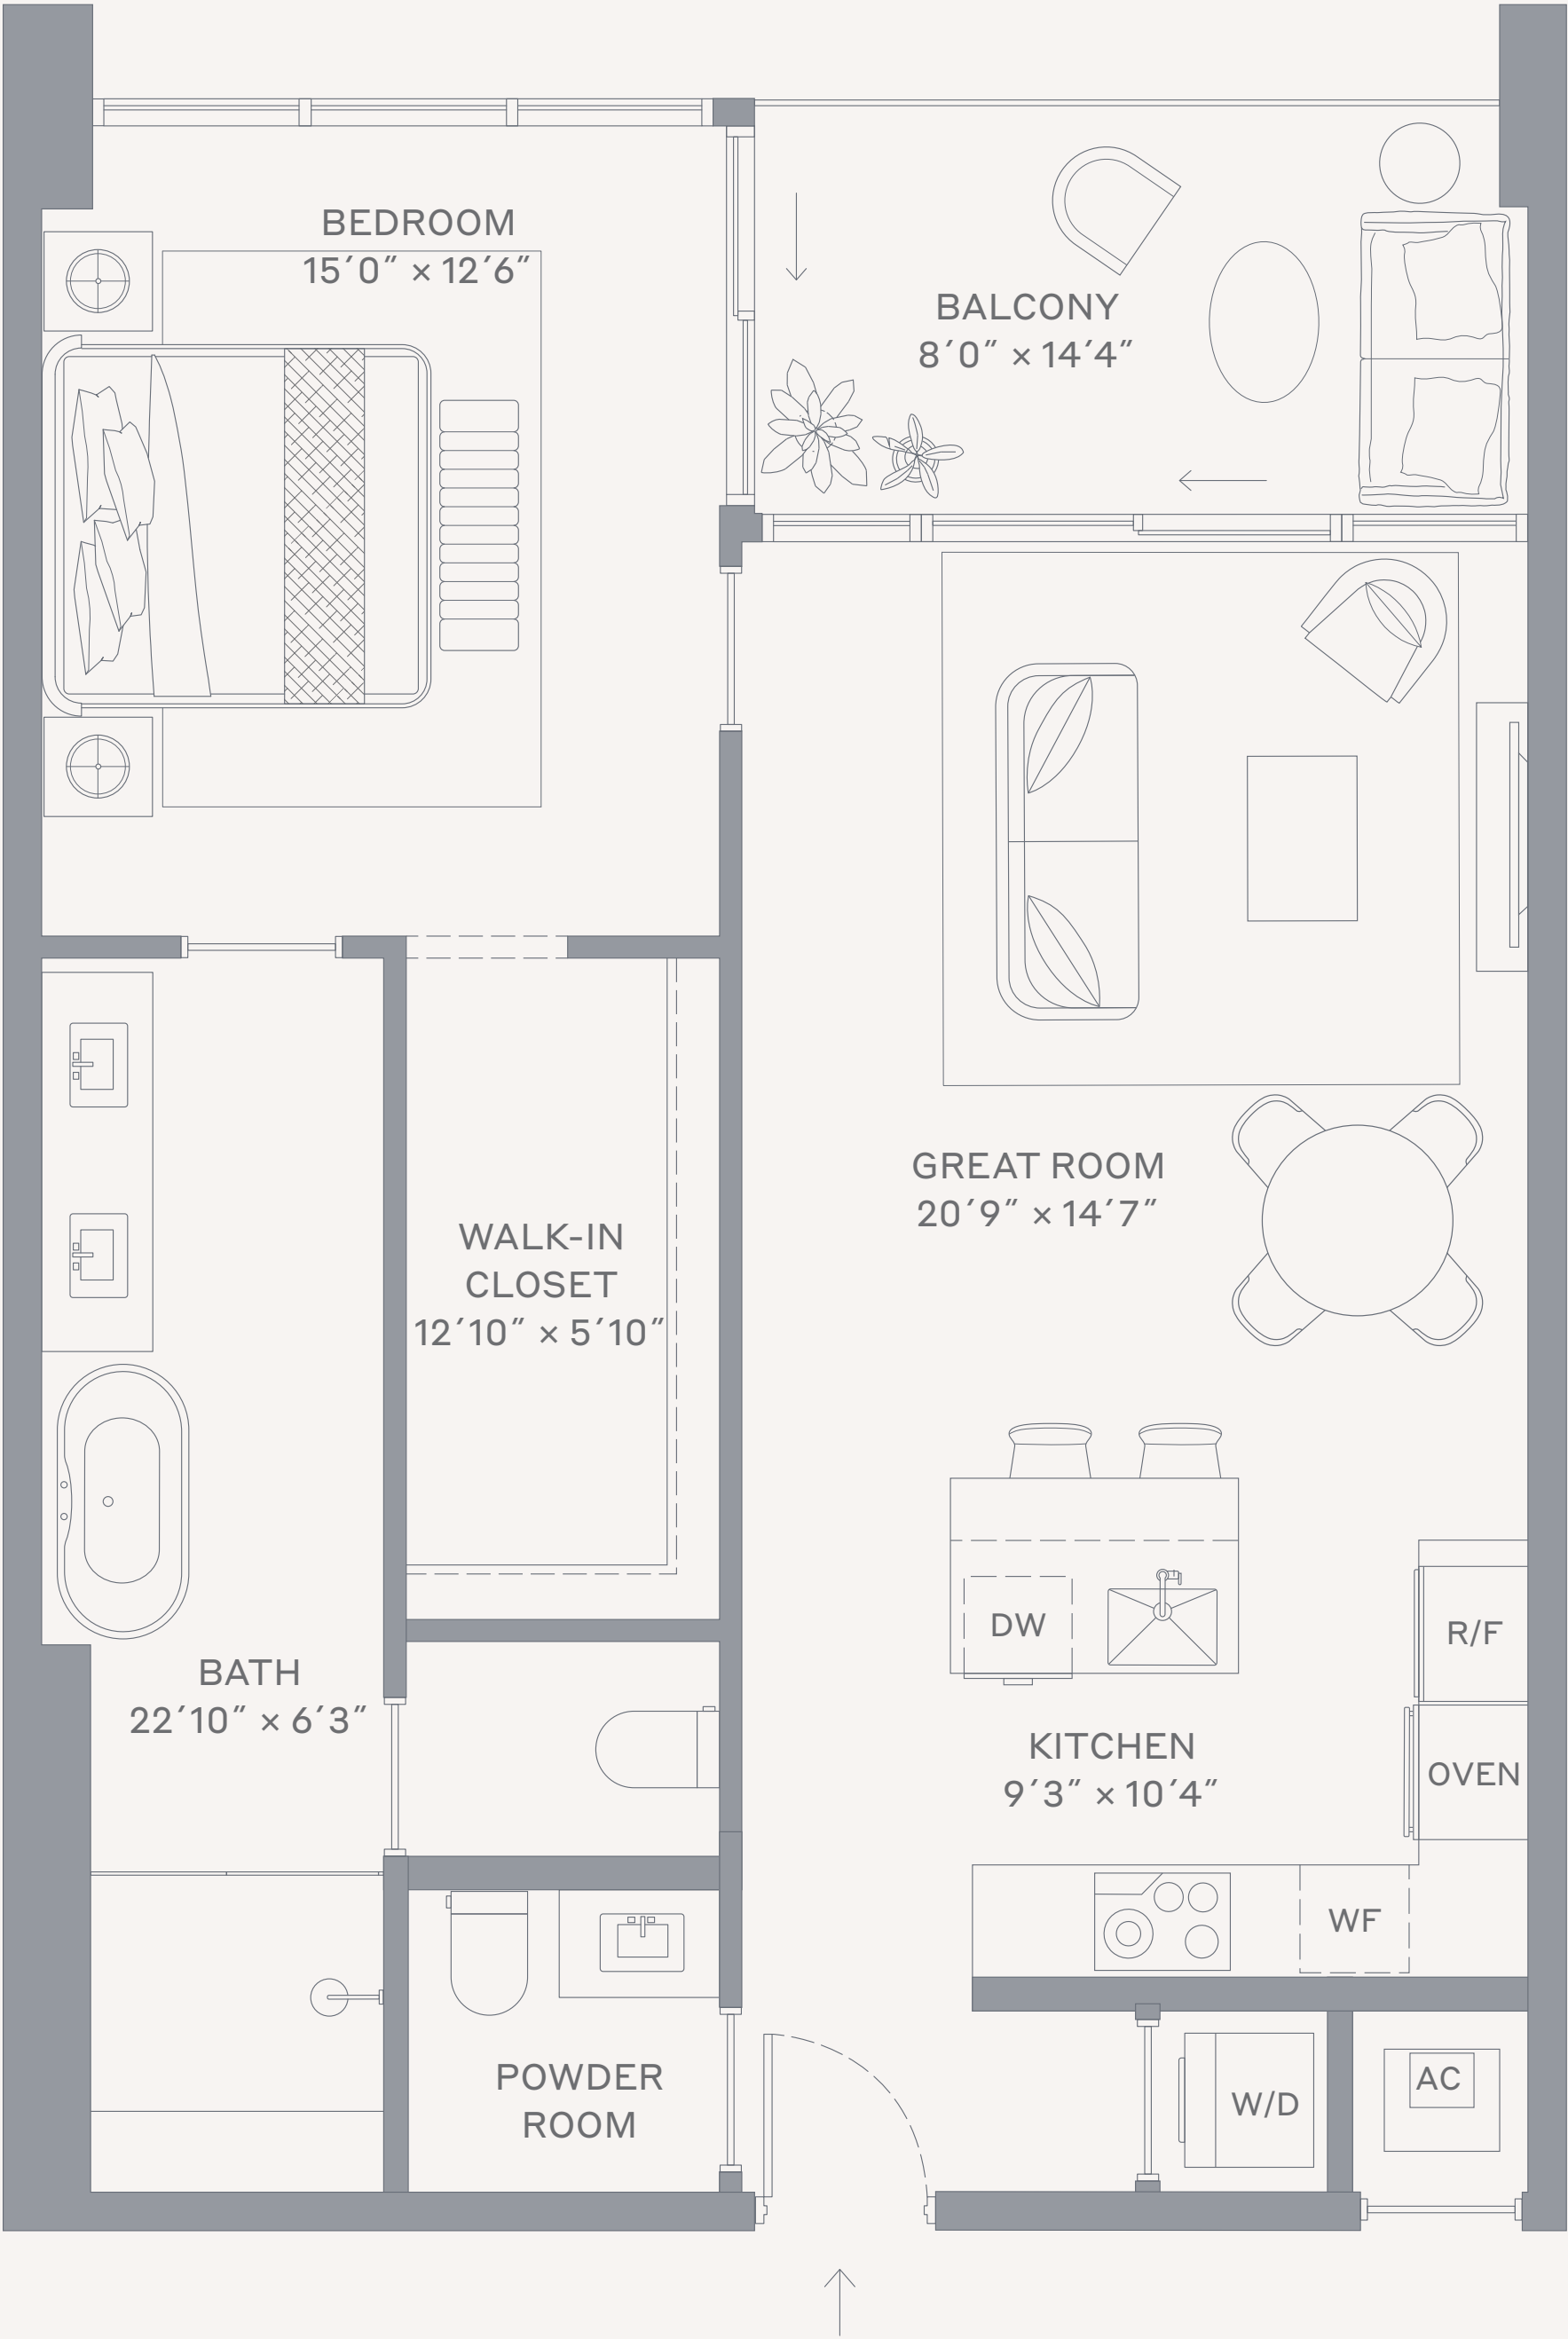 BEDROOM
15´0˝ × 12´6˝
BALCONY
8´0˝ × 14´4˝
GREAT ROOM
20´9˝ × 14´7˝
WALK-IN
CLOSET
12´10˝ × 5´10˝
DW
R/F
BATH
22´10˝ × 6´3˝
KITCHEN
9´3˝ × 10´4˝
OVEN
WF
POWDER
ROOM
W/D
AC